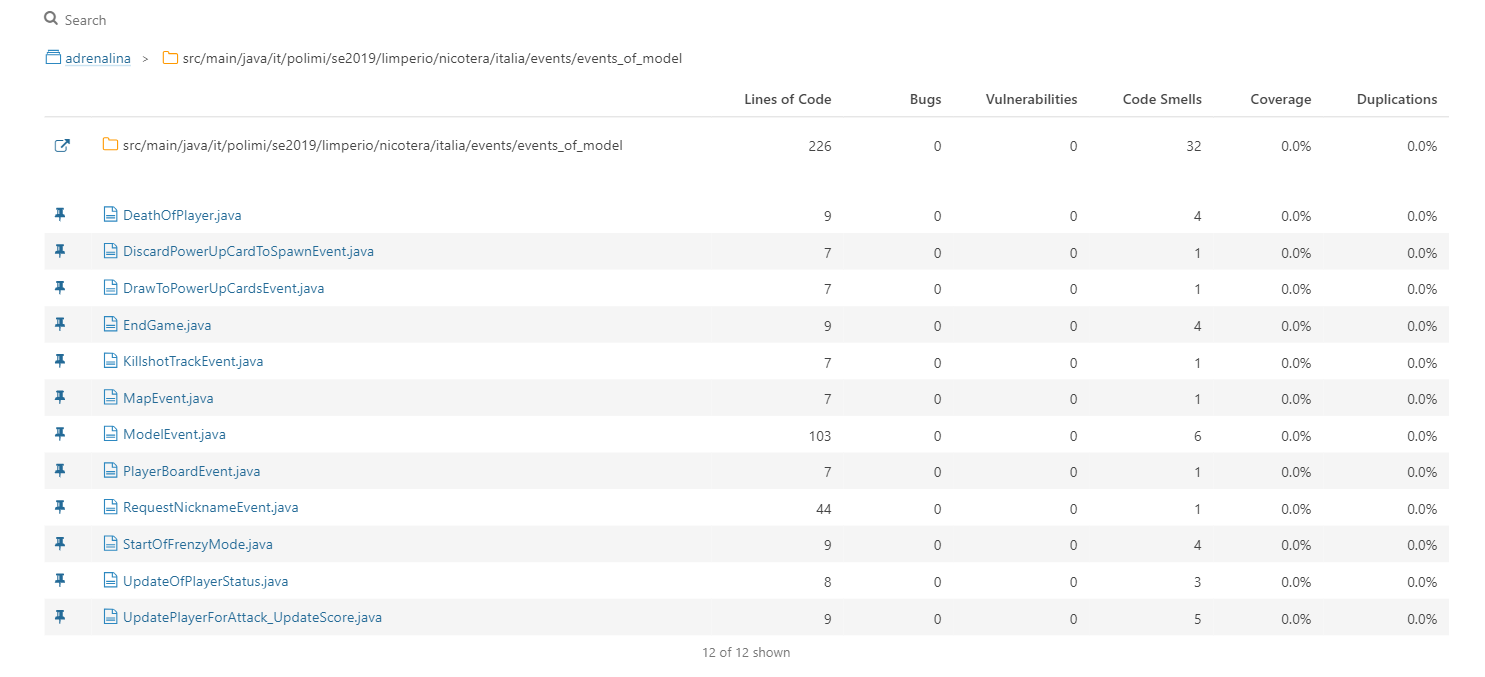 Search
adrenalina > src/main/java/it/polimi/se2019/limperio/nicotera/italia/events/events_of_model
Lines of Code Bugs Vulnerabilities Code Smells Coverage Duplications
src/main/java/it/polimi/se2019/limperio/nicotera/italia/events/events_of_model 226 0 0 32 0.0% 0.0%
DeathOfPlayer.java 9 0 0 4 0.0% 0.0%
DiscardPowerUpCardToSpawnEvent.java 7 0 0 1 0.0% 0.0%
DrawToPowerUpCardsEvent.java 7 0 0 1 0.0% 0.0%
EndGame.java 9 0 0 4 0.0% 0.0%
KillshotTrackEvent.java 7 0 0 1 0.0% 0.0%
MapEvent.java 7 0 0 1 0.0% 0.0%
ModelEvent.java 103 0 0 6 0.0% 0.0%
PlayerBoardEvent.java 7 0 0 1 0.0% 0.0%
RequestNicknameEvent.java 44 0 0 1 0.0% 0.0%
StartOfFrenzyMode.java 9 0 0 4 0.0% 0.0%
UpdateOfPlayerStatus.java 8 0 0 3 0.0% 0.0%
UpdatePlayerForAttack_UpdateScore.java 9 0 0 5 0.0% 0.0%
12 of 12 shown